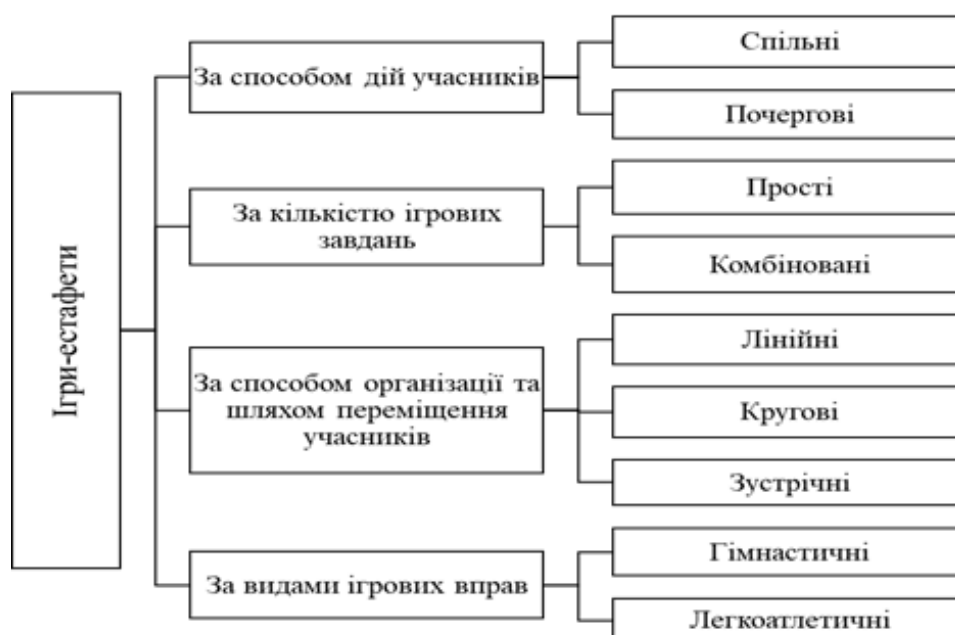 Ігри-естафети
За способом дій учасників
Спільні
Почергові
За кількістю ігрових
завдань
Прості
Комбіновані
За способом організації та
шляхом переміщення
учасників
Лінійні
Кругові
Зустрічні
За видами ігрових вправ
Гімнастичні
Легкоатлетичні